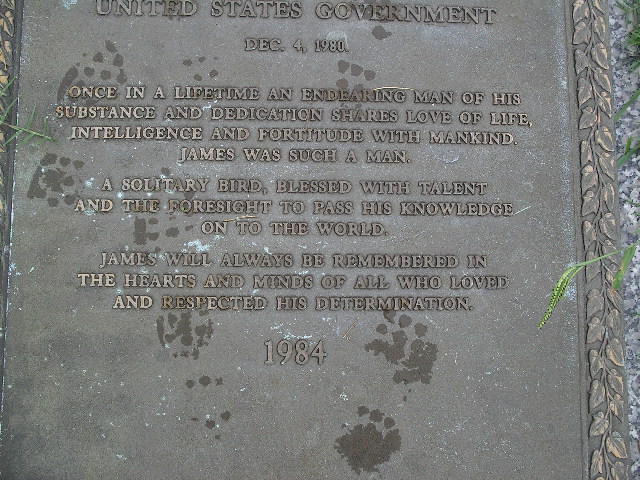 UNITED STATES GOVERNMENT
DEC. 4, 1980.
ONCE IN A LIFETIME AN ENDEARING MAN OF HIS
SUBSTANCE AND DEDICATION SHARES LOVE OF LIFE,
INTELLIGENCE AND FORTITUDE WITH MANKIND.
JAMES WAS SUCH A MAN.
A SOLITARY BIRD, BLESSED WITH TALENT
AND THE FORESIGHT TO PASS HIS KNOWLEDGE
ON TO THE WORLD.
JAMES WILL ALWAYS BE REMEMBERED IN
THE HEARTS AND MINDS OF ALL WHO LOVED
AND RESPECTED HIS DETERMINATION.
1984